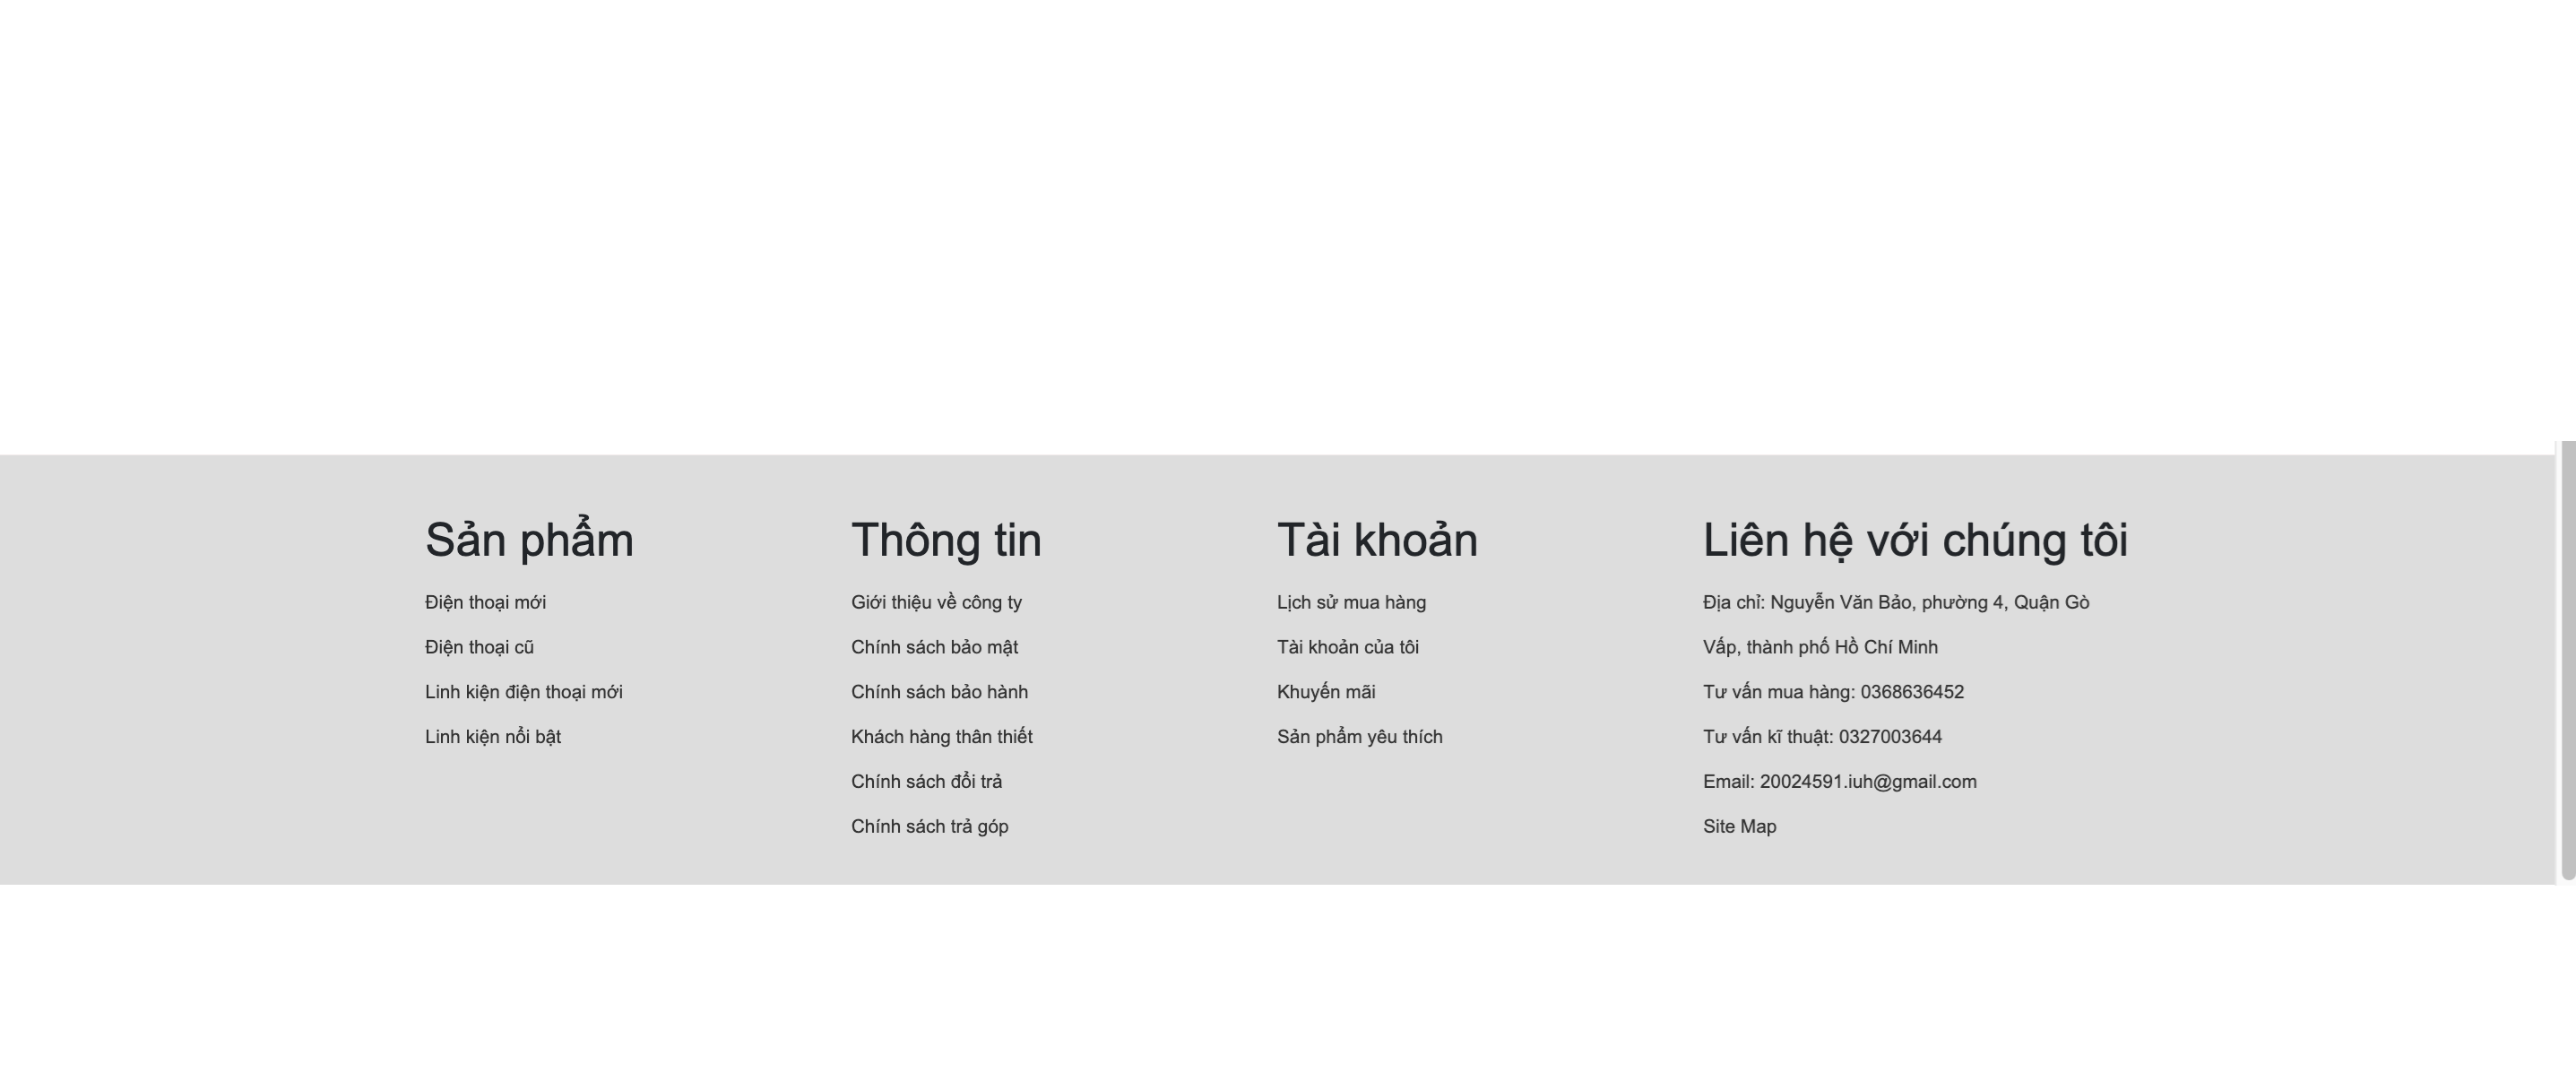 Sản phẩm
Điện thoại mới
Điện thoại cũ
Linh kiện điện thoại mới
Linh kiện nổi bật
Thông tin
Giới thiệu về công ty
Chính sách bảo mật
Chính sách bảo hành
Khách hàng thân thiết
Chính sách đổi trả
Chính sách trả góp
Tài khoản
Lịch sử mua hàng
Tài khoản của tôi
Khuyến mãi
Sản phẩm yêu thích
Liên hệ với chúng tôi
Địa chỉ: Nguyễn Văn Bảo, phường 4, Quận Gò
Vấp, thành phố Hồ Chí Minh
Tư vấn mua hàng: 0368636452
Tư vấn kĩ thuật: 0327003644
Email: 20024591.iuh@gmail.com
Site Map